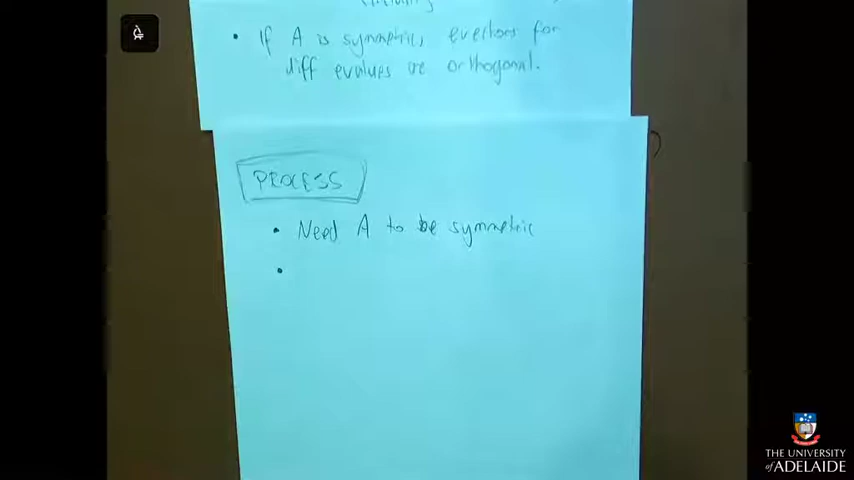 • If A is symmetric, evectors for
diff evalues are orthogonal.
PROCESS
• Need A to be symmetric
•
THE UNIVERSITY
of ADELAIDE